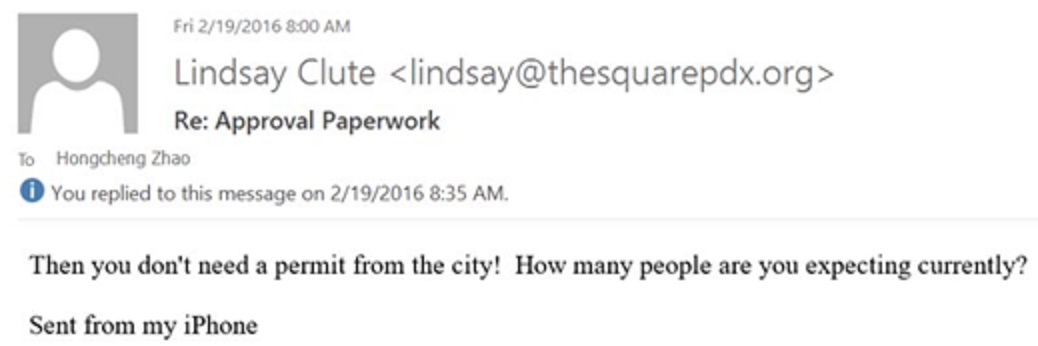 Fri 2/19/2016 8:00 AM
Lindsay Clute <lindsay@thesquarepdx.org>
Re: Approval Paperwork
To Hongcheng Zhao
i You replied to this message on 2/19/2016 8:35 AM.
Then you don't need a permit from the city! How many people are you expecting currently?
Sent from my iPhone